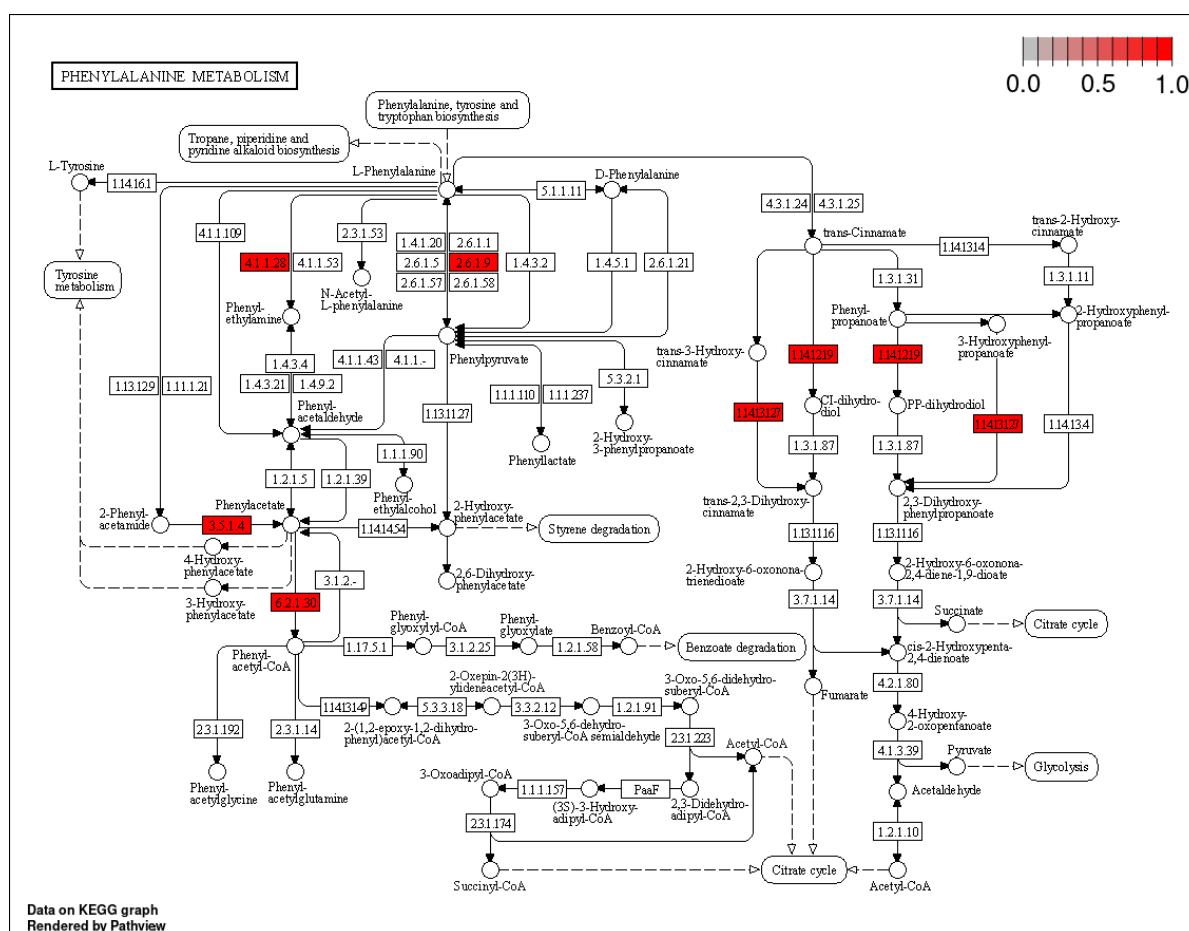 PHENYLALANINE METABOLISM
0.0 0.5 1.0
Phenylalanine, tyrosine and
tryptophan biosynthesis
Tropane, piperidine and
pyridine alkaloid biosynthesis
L-Tyrosine
1.14.16.1
L-Phenylalanine
5.1.1.11
D-Phenylalanine
4.1.1.109
4.1.1.28
4.1.1.53
2.3.1.53
1.4.1.20
2.6.1.1
2.6.1.5
2.6.1.9
2.6.1.57
2.6.1.58
1.4.3.2
1.4.5.1
2.6.1.21
4.3.1.24
4.3.1.25
trans-Cinnamate
1.14.13.14
trans-2-Hydroxy-
cinnamate
1.3.1.31
1.3.1.11
Tyrosine
metabolism
N-Acetyl-
L-phenylalanine
Phenyl-
ethylamine
Phenyl-
propanoate
2-Hydroxyphenyl-
propanoate
3-Hydroxyphenyl-
propanoate
Phenylpyruvate
4.1.1.43
4.1.1.-
1.4.3.4
1.4.3.21
1.4.9.2
1.13.12.9
1.11.1.21
Phenyl-
acetaldehyde
1.13.11.27
1.1.1.110
1.1.1.237
5.3.2.1
trans-3-Hydroxy-
cinnamate
1.14.12.19
1.14.12.19
1.14.13.127
CI-dihydro-
diol
PP-dihydrodiol
1.14.13.127
1.14.13.4
1.3.1.87
1.3.1.87
Phenyllactate
2-Hydroxy-
3-phenylpropanoate
1.1.1.90
1.2.1.5
1.2.1.39
Phenyl-
ethylalcohol
trans-2,3-Dihydroxy-
cinnamate
2,3-Dihydroxy-
phenylpropanoate
2-Phenyl-
acetamide
3.5.1.4
Phenylacetate
1.14.14.54
2-Hydroxy-
phenylacetate
Styrene degradation
1.13.11.16
1.13.11.16
4-Hydroxy-
phenylacetate
3-Hydroxy-
phenylacetate
3.1.2.-
2,6-Dihydroxy-
phenylacetate
2-Hydroxy-6-oxonona-
trienedioate
2-Hydroxy-6-oxonona-
2,4-diene-1,9-dioate
6.2.1.30
3.7.1.14
3.7.1.14
Succinate
Citrate cycle
Phenyl-
acetyl-CoA
1.17.5.1
Phenyl-
glyoxylyl-CoA
3.1.2.25
Phenyl-
glyoxylate
1.2.1.58
Benzoyl-CoA
Benzoate degradation
cis-2-Hydroxypenta-
2,4-dienoate
4.2.1.80
Fumarate
1.14.13.149
2-(1,2-epoxy-1,2-dihydro-
phenyl)acetyl-CoA
5.3.3.18
2-Oxepin-2(3H)-
ylideneacetyl-CoA
3.3.2.12
3-Oxo-5,6-dehydro-
suberyl-CoA semialdehyde
1.2.1.91
3-Oxo-5,6-didehydro-
suberyl-CoA
4-Hydroxy-
2-oxopentanoate
2.3.1.192
2.3.1.14
2.3.1.223
Acetyl-CoA
4.1.3.39
Pyruvate
Glycolysis
Phenyl-
acetylglycine
Phenyl-
acetylglutamine
3-Oxoadipyl-CoA
1.1.1.157
(3S)-3-Hydroxy-
adipyl-CoA
PaaF
2,3-Didehydro-
adipyl-CoA
Acetaldehyde
2.3.1.174
1.2.1.10
Succinyl-CoA
Citrate cycle
Acetyl-CoA
Data on KEGG graph
Rendered by Pathview